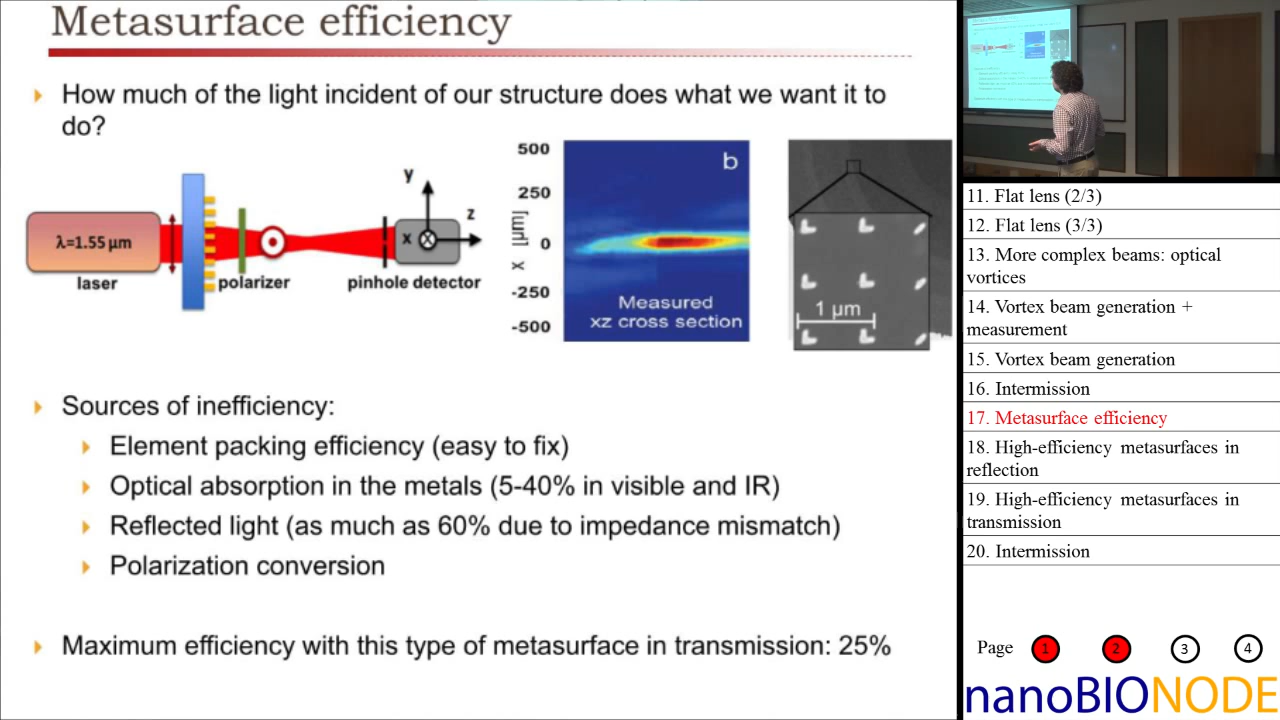 Metasurface efficiency
How much of the light incident of our structure does what we want it to
do?
λ=1.55 μm
laser
polarizer
pinhole detector
y
z
x
500
250
0
-250
-500
x [μm]
b
Measured
xz cross section
1 μm
Sources of inefficiency:
Element packing efficiency (easy to fix)
Optical absorption in the metals (5-40% in visible and IR)
Reflected light (as much as 60% due to impedance mismatch)
Polarization conversion
Maximum efficiency with this type of metasurface in transmission: 25%
11. Flat lens (2/3)
12. Flat lens (3/3)
13. More complex beams: optical
vortices
14. Vortex beam generation +
measurement
15. Vortex beam generation
16. Intermission
17. Metasurface efficiency
18. High-efficiency metasurfaces in
reflection
19. High-efficiency metasurfaces in
transmission
20. Intermission
Page 1 2 3 4
nanoBIONODE